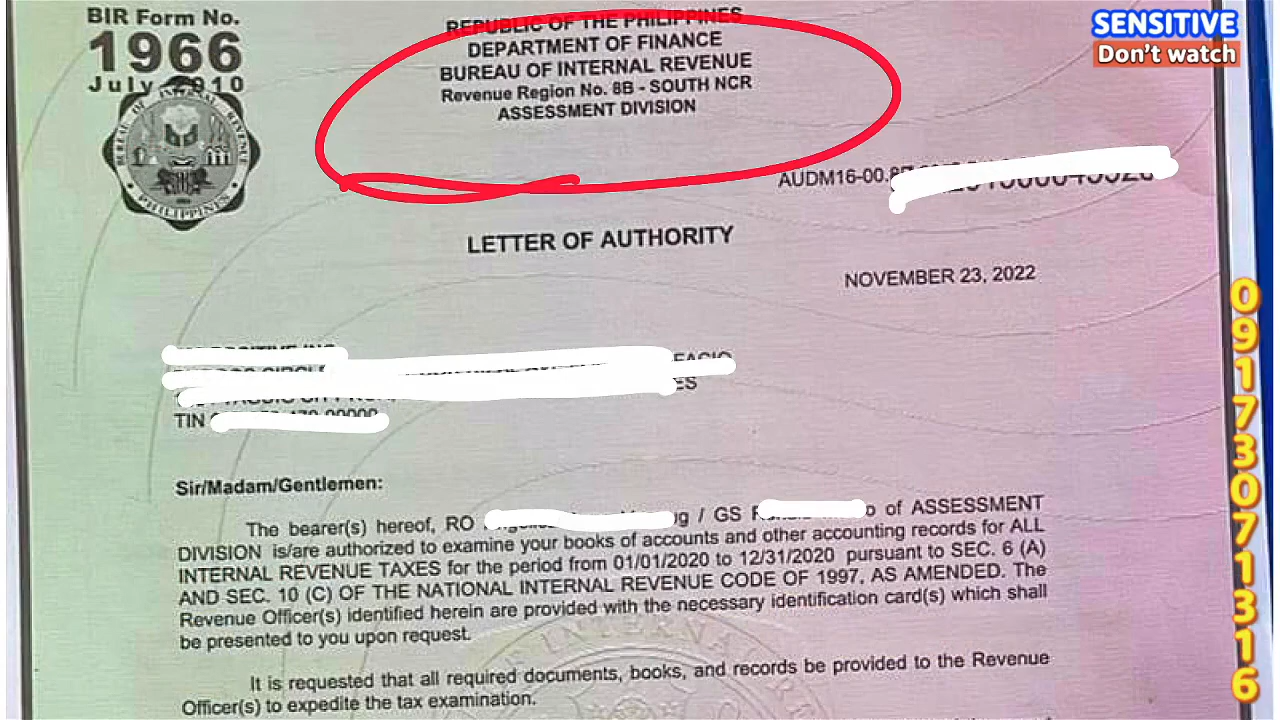 BIR Form No.
1966
July 2010
BUREAU OF INTERNAL REVENUE
PHILIPPINES
REPUBLIC OF THE PHILIPPINES
DEPARTMENT OF FINANCE
BUREAU OF INTERNAL REVENUE
Revenue Region No. 8B - SOUTH NCR
ASSESSMENT DIVISION
SENSITIVE
Don't watch
AUDM16-00.
LETTER OF AUTHORITY
NOVEMBER 23, 2022
TIN
Sir/Madam/Gentlemen:
The bearer(s) hereof, RO / GS of ASSESSMENT
DIVISION is/are authorized to examine your books of accounts and other accounting records for ALL
INTERNAL REVENUE TAXES for the period from 01/01/2020 to 12/31/2020 pursuant to SEC. 6 (A)
AND SEC. 10 (C) OF THE NATIONAL INTERNAL REVENUE CODE OF 1997, AS AMENDED. The
Revenue Officer(s) identified herein are provided with the necessary identification card(s) which shall
be presented to you upon request.
It is requested that all required documents, books, and records be provided to the Revenue
Officer(s) to expedite the tax examination.
09173071316